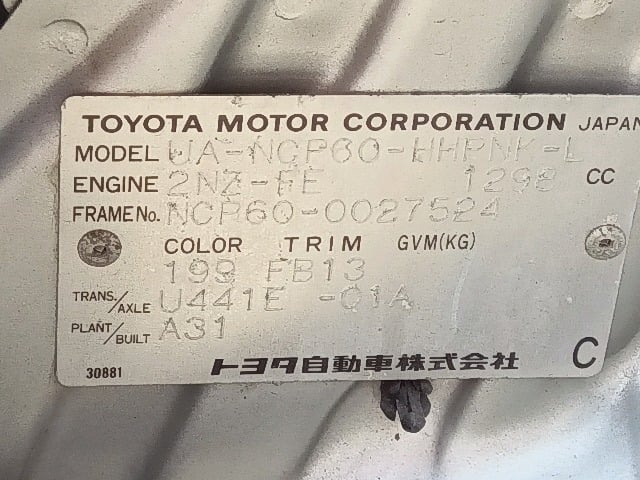 TOYOTA MOTOR CORPORATION JAPAN
MODEL UA-NCP60-HHPNK-L
ENGINE 2NZ-FE 1298 CC
FRAME No. NCP60-0027524
COLOR TRIM GVM(KG)
199 FB13
TRANS./AXLE U441E -01A
PLANT/BUILT A31
30881 トヨタ自動車株式会社 C